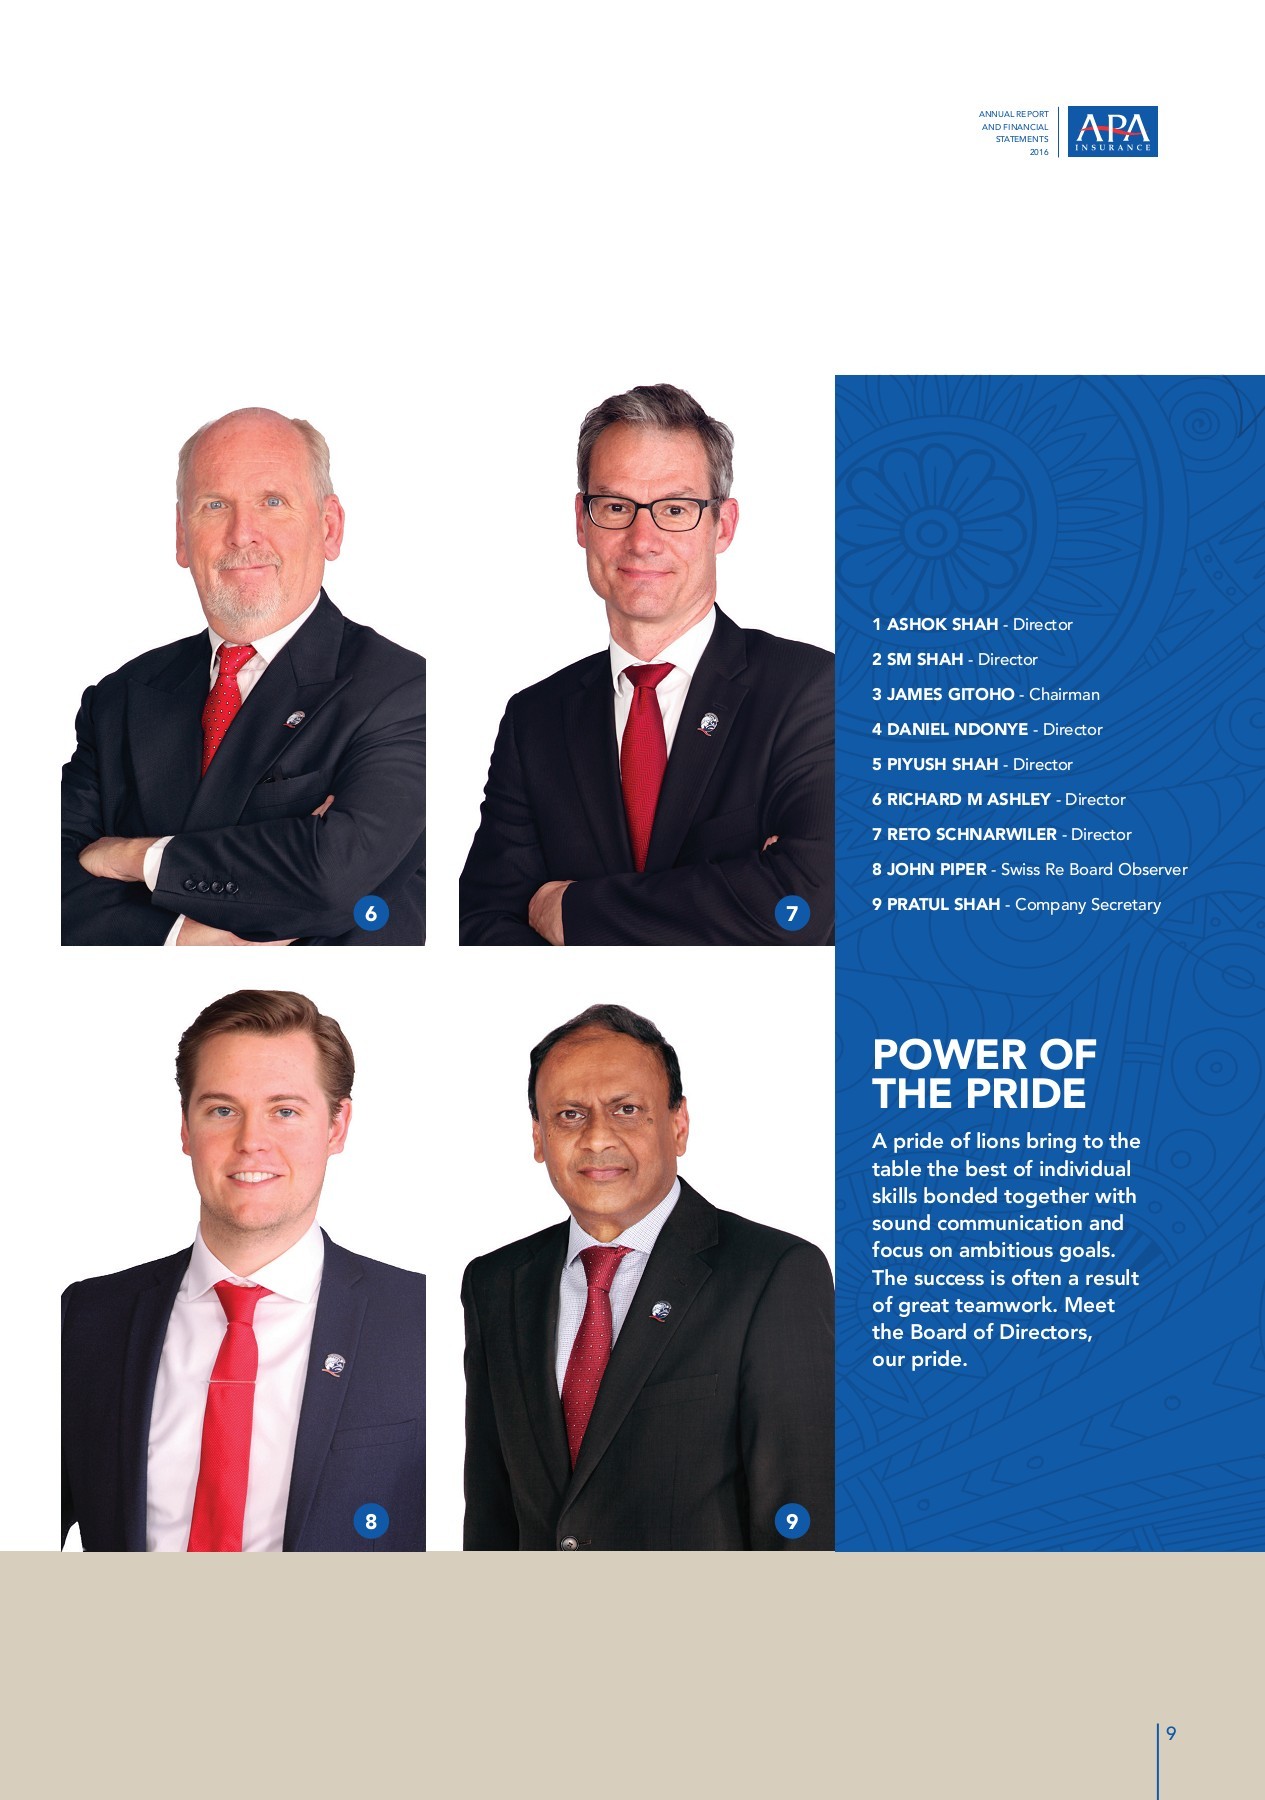 ANNUAL REPORT
AND FINANCIAL
STATEMENTS
2016
APA
INSURANCE
1 ASHOK SHAH - Director
2 SM SHAH - Director
3 JAMES GITOHO - Chairman
4 DANIEL NDONYE - Director
5 PIYUSH SHAH - Director
6 RICHARD M ASHLEY - Director
7 RETO SCHNARWILER - Director
8 JOHN PIPER - Swiss Re Board Observer
9 PRATUL SHAH - Company Secretary
6
7
POWER OF
THE PRIDE
A pride of lions bring to the
table the best of individual
skills bonded together with
sound communication and
focus on ambitious goals.
The success is often a result
of great teamwork. Meet
the Board of Directors,
our pride.
8
9
9